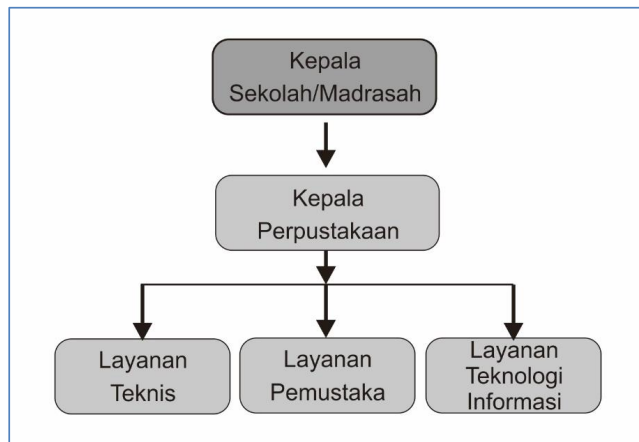 Kepala
Sekolah/Madrasah
Kepala
Perpustakaan
Layanan
Teknis
Layanan
Pemustaka
Layanan
Teknologi
Informasi